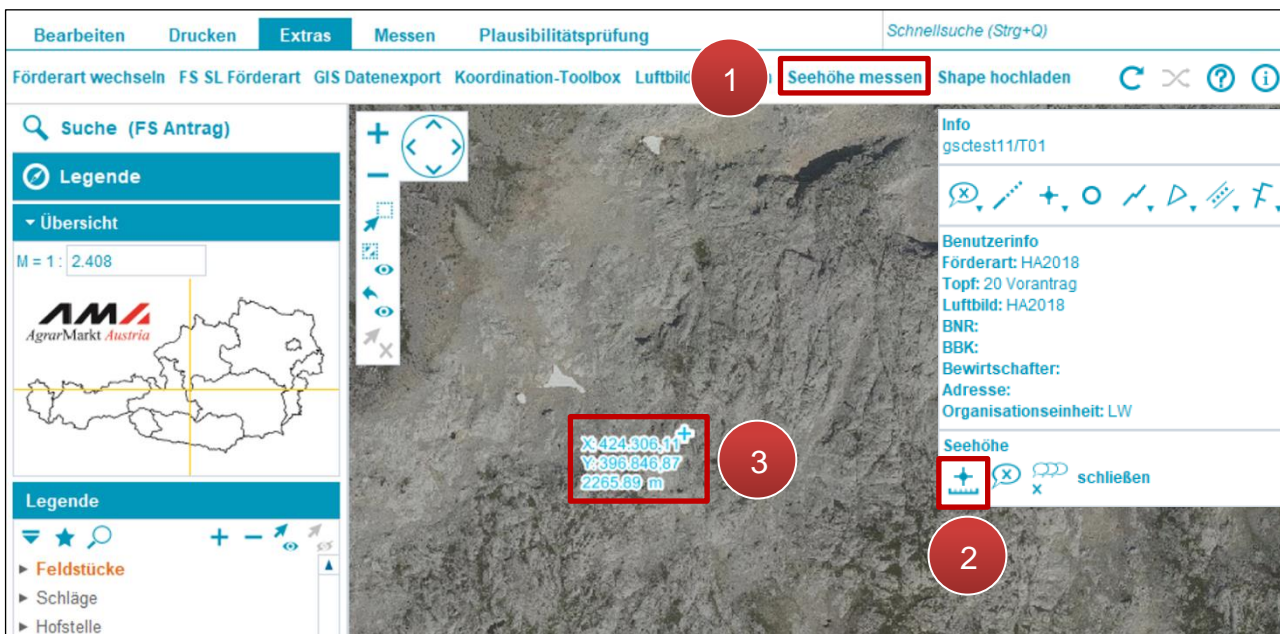 Bearbeiten Drucken Extras Messen Plausibilitätsprüfung Schnellsuche (Strg+Q)
Förderart wechseln FS SL Förderart GIS Datenexport Koordination-Toolbox Luftbild 1 Seehöhe messen Shape hochladen
Suche (FS Antrag)
Legende
Übersicht
M = 1 : 2.408
AMA
AgrarMarkt Austria
Legende
Feldstücke
Schläge
Hofstelle
X:424.306,11
Y:396.846,87
2265.89 m
3
Info
gsctest11/T01
Benutzerinfo
Förderart: HA2018
Topf: 20 Vorantrag
Luftbild: HA2018
BNR:
BBK:
Bewirtschafter:
Adresse:
Organisationseinheit: LW
Seehöhe
schließen
2